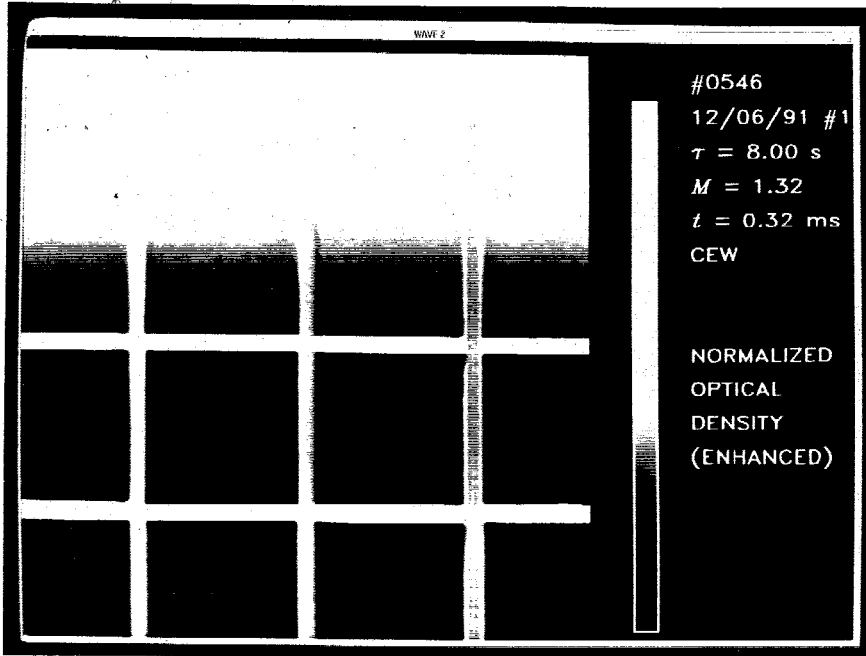 WAVE 2
#0546
12/06/91 #1
τ = 8.00 s
M = 1.32
t = 0.32 ms
CEW
NORMALIZED
OPTICAL
DENSITY
(ENHANCED)